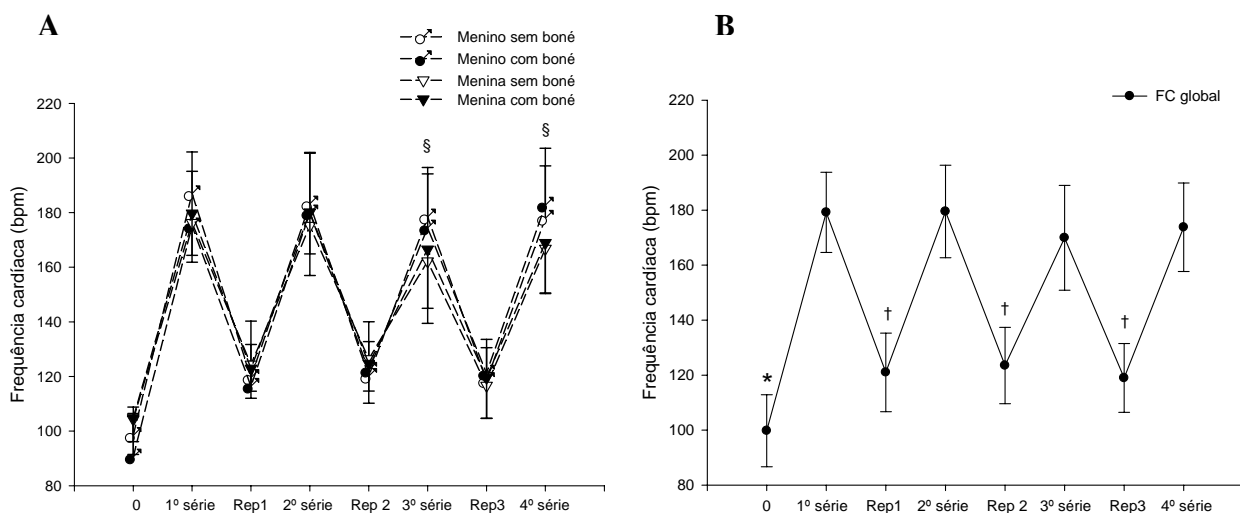 A
Menino sem boné
Menino com boné
Menina sem boné
Menina com boné
Frequência cardíaca (bpm)
220
200
180
160
140
120
100
80
§
§
0 1º série Rep1 2º série Rep 2 3º série Rep3 4º série
B
FC global
Frequência cardíaca (bpm)
220
200
180
160
140
120
100
80
*
†
†
†
0 1º série Rep1 2º série Rep 2 3º série Rep3 4º série